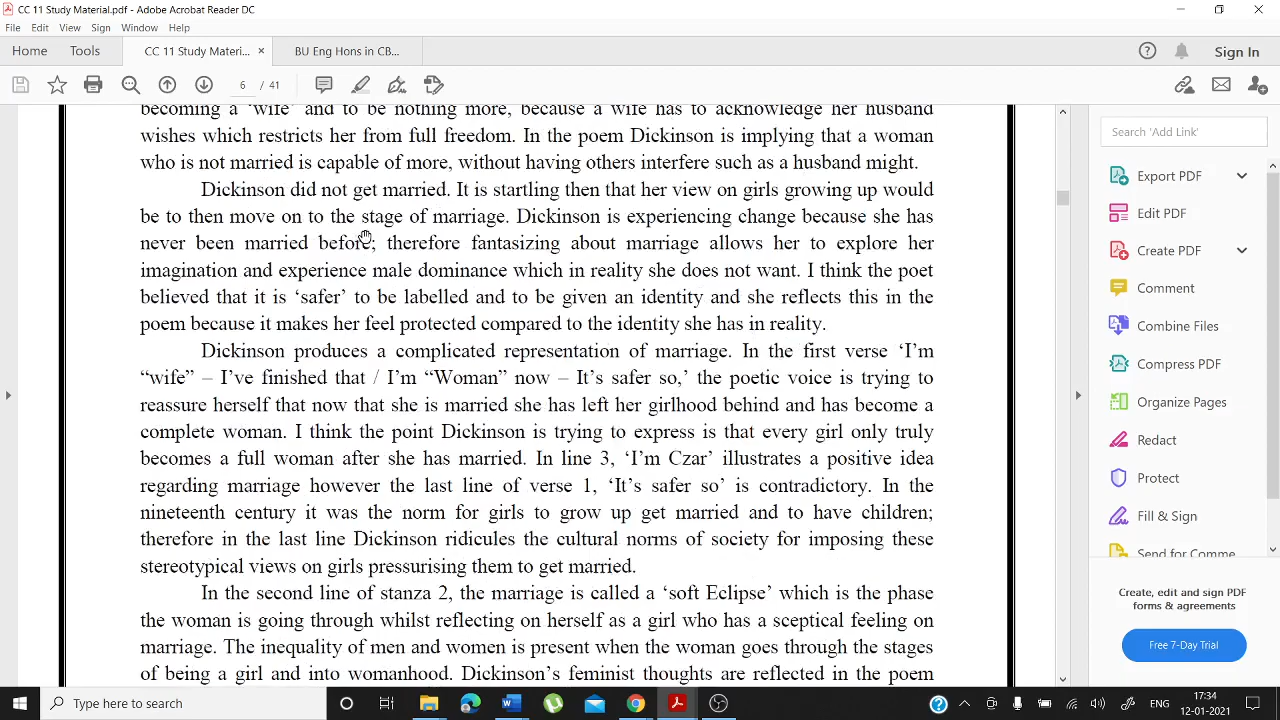 CC 11 Study Material.pdf - Adobe Acrobat Reader DC
File Edit View Sign Window Help
Home Tools CC 11 Study Materi... × BU Eng Hons in CB... Sign In
6 / 41
becoming a ‘wife’ and to be nothing more, because a wife has to acknowledge her husband
wishes which restricts her from full freedom. In the poem Dickinson is implying that a woman
who is not married is capable of more, without having others interfere such as a husband might.
Dickinson did not get married. It is startling then that her view on girls growing up would
be to then move on to the stage of marriage. Dickinson is experiencing change because she has
never been married before; therefore fantasizing about marriage allows her to explore her
imagination and experience male dominance which in reality she does not want. I think the poet
believed that it is ‘safer’ to be labelled and to be given an identity and she reflects this in the
poem because it makes her feel protected compared to the identity she has in reality.
Dickinson produces a complicated representation of marriage. In the first verse ‘I’m
“wife” – I’ve finished that / I’m “Woman” now – It’s safer so,’ the poetic voice is trying to
reassure herself that now that she is married she has left her girlhood behind and has become a
complete woman. I think the point Dickinson is trying to express is that every girl only truly
becomes a full woman after she has married. In line 3, ‘I’m Czar’ illustrates a positive idea
regarding marriage however the last line of verse 1, ‘It’s safer so’ is contradictory. In the
nineteenth century it was the norm for girls to grow up get married and to have children;
therefore in the last line Dickinson ridicules the cultural norms of society for imposing these
stereotypical views on girls pressurising them to get married.
In the second line of stanza 2, the marriage is called a ‘soft Eclipse’ which is the phase
the woman is going through whilst reflecting on herself as a girl who has a sceptical feeling on
marriage. The inequality of men and women is present when the woman goes through the stages
of being a girl and into womanhood. Dickinson’s feminist thoughts are reflected in the poem
Search 'Add Link'
Export PDF
Edit PDF
Create PDF
Comment
Combine Files
Compress PDF
Organize Pages
Redact
Protect
Fill & Sign
Send for Comme
Create, edit and sign PDF
forms & agreements
Free 7-Day Trial
Type here to search
ENG 17:34
12-01-2021